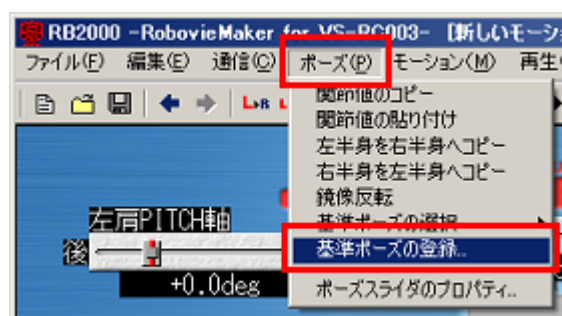 RB2000 -RobovieMaker for VS-RC003- [新しいモーシ
ファイル(F) 編集(E) 通信(C) ポーズ(P) モーション(M) 再生(
L▸R
関節値のコピー
関節値の貼り付け
左半身を右半身へコピー
右半身を左半身へコピー
鏡像反転
基準ポーズの選択
基準ポーズの登録..
ポーズスライダのプロパティ..
左肩PITCH軸
後
+0.0deg